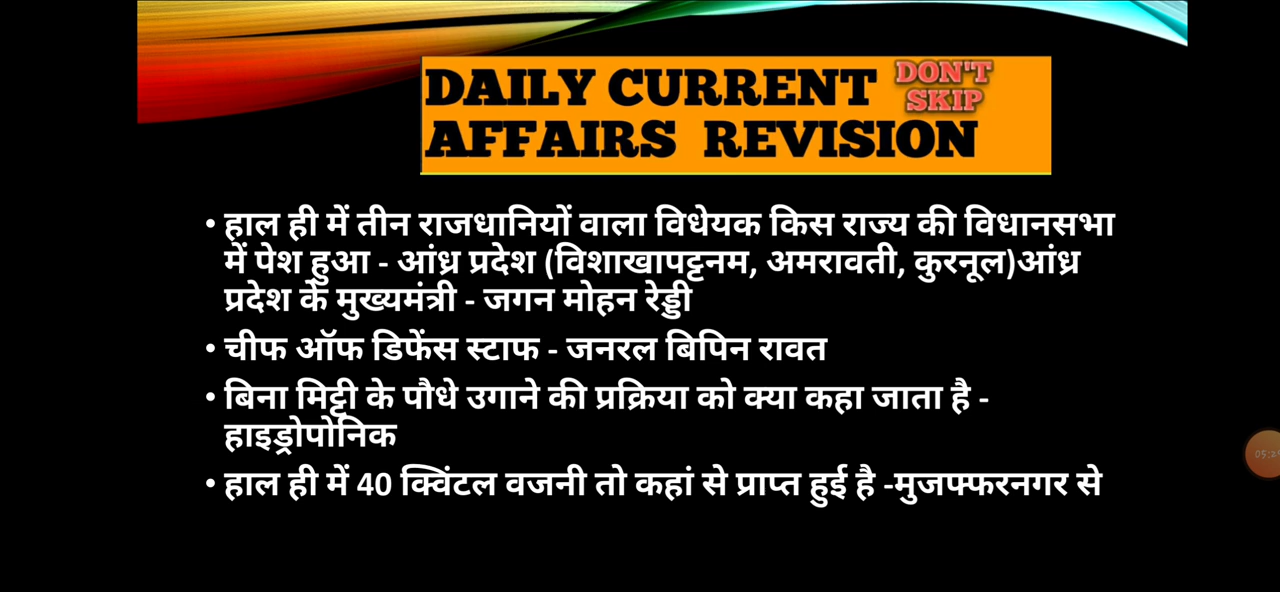 DAILY CURRENT DON'T
SKIP
AFFAIRS REVISION
• हाल ही में तीन राजधानियों वाला विधेयक किस राज्य की विधानसभा
में पेश हुआ - आंध्र प्रदेश (विशाखापट्टनम, अमरावती, कुरनूल)आंध्र
प्रदेश के मुख्यमंत्री - जगन मोहन रेड्डी
• चीफ ऑफ डिफेंस स्टाफ - जनरल बिपिन रावत
• बिना मिट्टी के पौधे उगाने की प्रक्रिया को क्या कहा जाता है -
हाइड्रोपोनिक
• हाल ही में 40 क्विंटल वजनी तो कहां से प्राप्त हुई है -मुजफ्फरनगर से